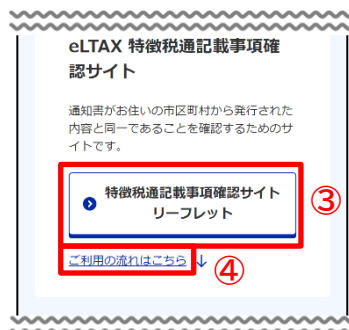 eLTAX 特徴税通記載事項確
認サイト
通知書がお住いの市区町村から発行された
内容と同一であることを確認するためのサ
イトです。
特徴税通記載事項確認サイト
リーフレット
③
ご利用の流れはこちら ↓
④